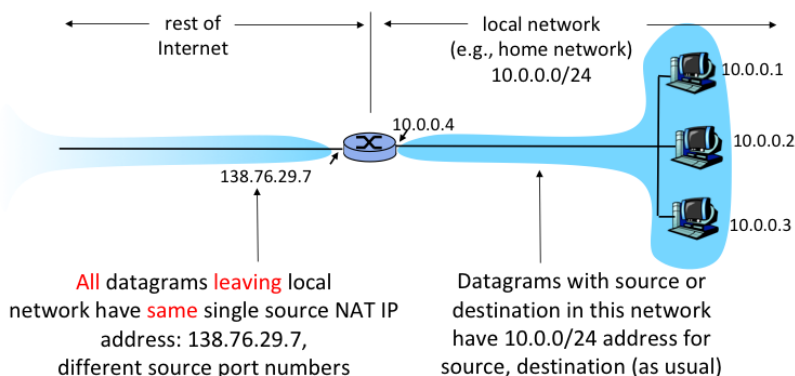 rest of
Internet
local network
(e.g., home network)
10.0.0.0/24
10.0.0.1
10.0.0.4
10.0.0.2
138.76.29.7
10.0.0.3
All datagrams leaving local
network have same single source NAT IP
address: 138.76.29.7,
different source port numbers
Datagrams with source or
destination in this network
have 10.0.0/24 address for
source, destination (as usual)